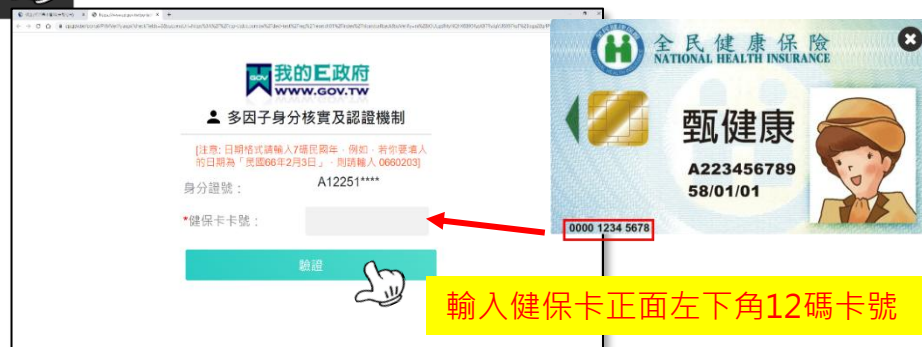 我的E政府
GOV
WWW.GOV.TW
多因子身分核實及認證機制
[注意: 日期格式請輸入7碼民國年，例如，若你要填入
的日期為「民國66年2月3日」，則請輸入 0660203]
身分證號：
A12251****
*健保卡卡號：
驗證
全民健康保險
NATIONAL HEALTH INSURANCE
甄健康
A223456789
58/01/01
0000 1234 5678
輸入健保卡正面左下角12碼卡號